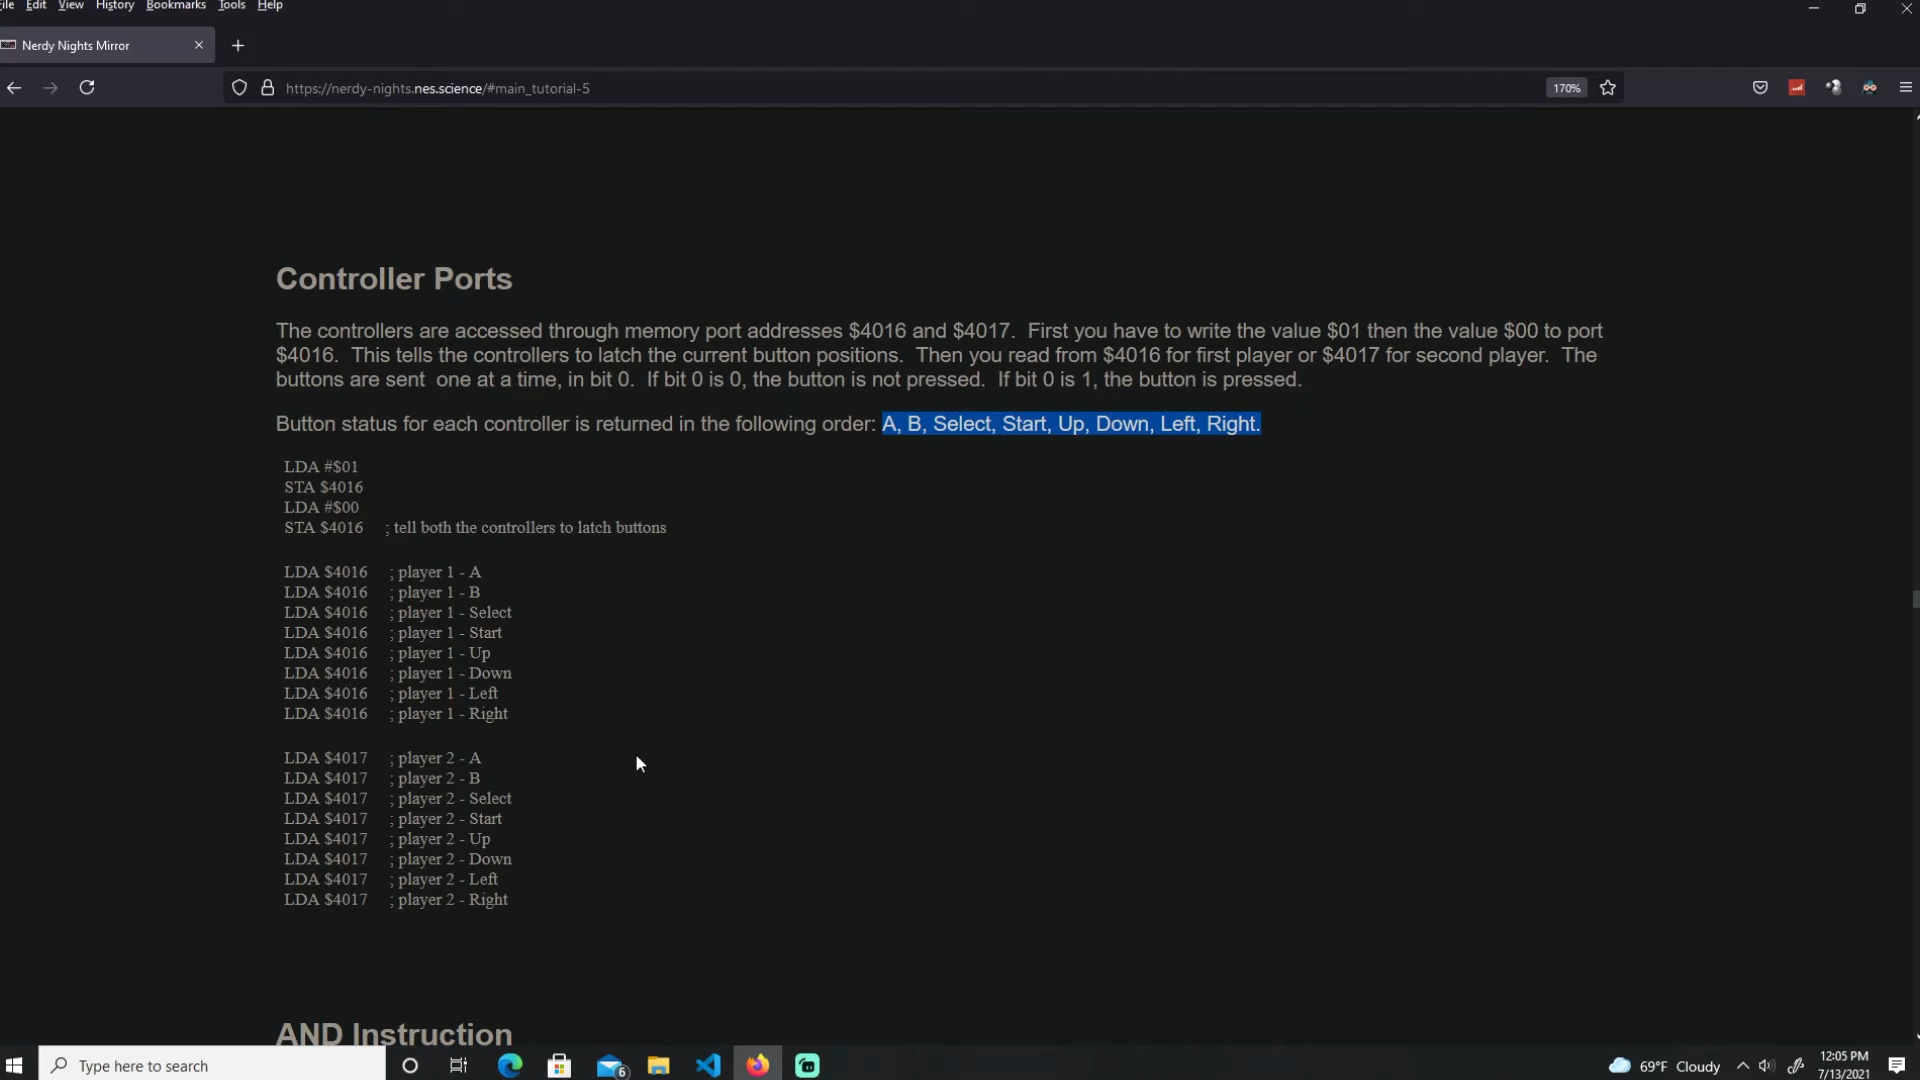 ile Edit View History Bookmarks Tools Help
Nerdy Nights Mirror
https://nerdy-nights.nes.science/#main_tutorial-5
170%
Controller Ports
The controllers are accessed through memory port addresses $4016 and $4017.  First you have to write the value $01 then the value $00 to port
$4016.  This tells the controllers to latch the current button positions.  Then you read from $4016 for first player or $4017 for second player.  The
buttons are sent  one at a time, in bit 0.  If bit 0 is 0, the button is not pressed.  If bit 0 is 1, the button is pressed.
Button status for each controller is returned in the following order: A, B, Select, Start, Up, Down, Left, Right.
LDA #$01
STA $4016
LDA #$00
STA $4016     ; tell both the controllers to latch buttons
LDA $4016     ; player 1 - A
LDA $4016     ; player 1 - B
LDA $4016     ; player 1 - Select
LDA $4016     ; player 1 - Start
LDA $4016     ; player 1 - Up
LDA $4016     ; player 1 - Down
LDA $4016     ; player 1 - Left
LDA $4016     ; player 1 - Right
LDA $4017     ; player 2 - A
LDA $4017     ; player 2 - B
LDA $4017     ; player 2 - Select
LDA $4017     ; player 2 - Start
LDA $4017     ; player 2 - Up
LDA $4017     ; player 2 - Down
LDA $4017     ; player 2 - Left
LDA $4017     ; player 2 - Right
AND Instruction
Type here to search
6
69°F Cloudy
12:05 PM
7/13/2021